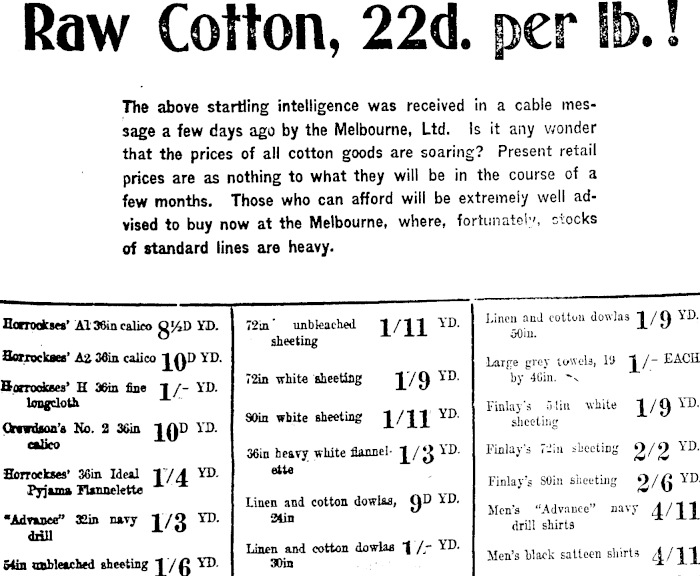 Raw Cotton, 22d. per lb.!
The above startling intelligence was received in a cable mes-
sage a few days ago by the Melbourne, Ltd. Is it any wonder
that the prices of all cotton goods are soaring? Present retail
prices are as nothing to what they will be in the course of a
few months. Those who can afford will be extremely well ad-
vised to buy now at the Melbourne, where, fortunately, stocks
of standard lines are heavy.
Horrockses' A1 36in calico 8½D YD.
Horrockses' A2 36in calico 10D YD.
Horrockses' H 36in fine 1/- YD.
longcloth
Crewdson's No. 2 36in 10D YD.
calico
Horrockses' 36in Ideal 1/4 YD.
Pyjama Flannelette
"Advance" 32in navy 1/3 YD.
drill
54in unbleached sheeting 1/6 YD.
72in unbleached 1/11 YD.
sheeting
72in white sheeting 1/9 YD.
80in white sheeting 1/11 YD.
36in heavy white flannel- 1/3 YD.
ette
Linen and cotton dowlas, 9D YD.
24in
Linen and cotton dowlas 1/- YD.
30in
Linen and cotton dowlas 1/9 YD.
50in.
Large grey towels, 19 1/- EACH
by 46in.
Finlay's 54in white 1/9 YD.
sheeting
Finlay's 72in sheeting 2/2 YD.
Finlay's 80in sheeting 2/6 YD.
Men's "Advance" navy 4/11
drill shirts
Men's black satteen shirts 4/11